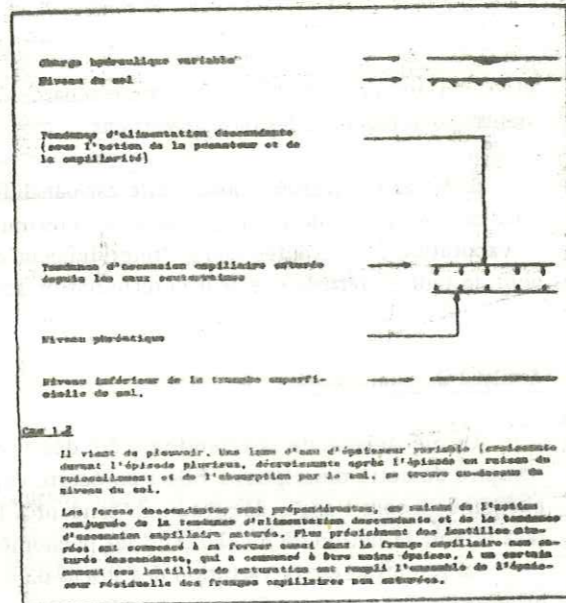 Charge hydraulique variable
Niveau du sol
Tendance d'alimentation descendante
(sous l'action de la pesanteur et de
la capillarité)
Tendance d'ascension capillaire saturée
depuis les eaux souterraines
Niveau phréatique
Niveau inférieur de la tranche superfi-
cielle de sol.
Cas 1.2
Il vient de pleuvoir. Une lame d'eau d'épaisseur variable (croissante
durant l'épisode pluvieux, décroissante après l'épisode en raison du
ruissellement et de l'absorption par le sol) se trouve au-dessus du
niveau du sol.
Les forces descendantes sont prépondérantes, en raison de l'action
conjuguée de la tendance d'alimentation descendante et de la tendance
d'ascension capillaire saturée. Plus précisément des lentilles satu-
rées ont commencé à se former aussi dans la frange capillaire non sa-
turée descendante, qui a commencé à être moins épaisse. A un certain
moment ces lentilles de saturation ont rempli l'ensemble de l'épais-
seur résiduelle des franges capillaires non saturées.